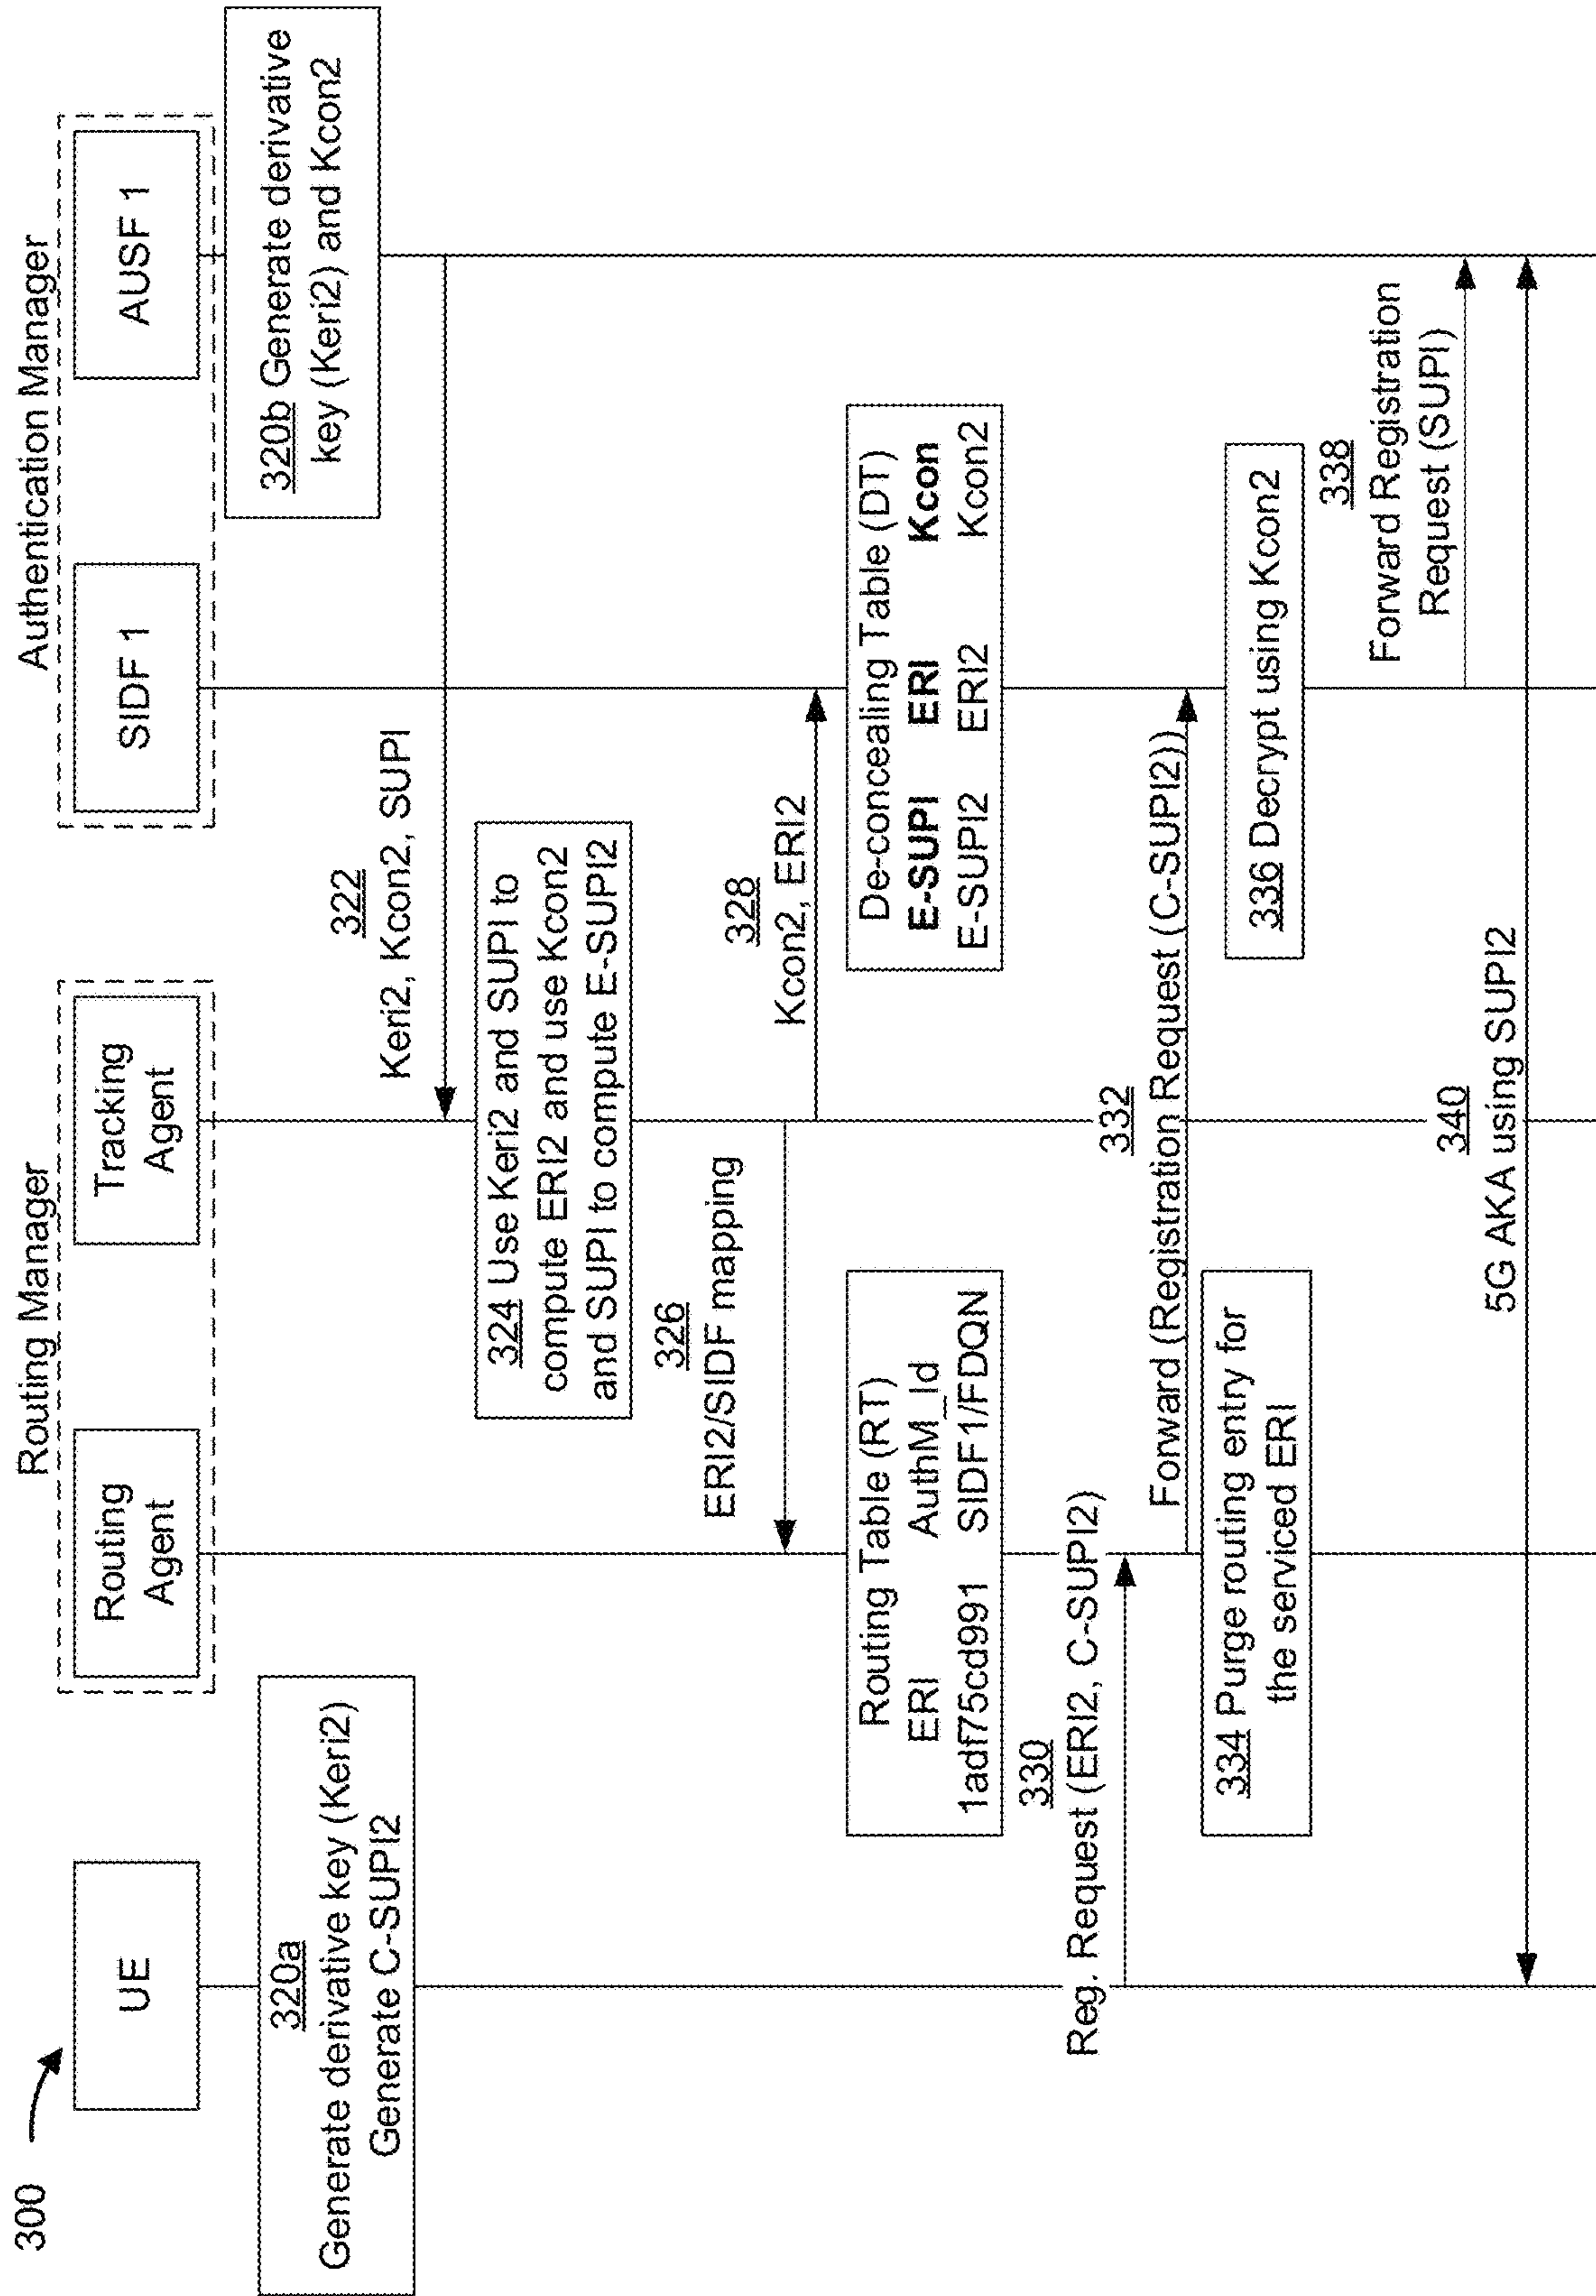 300
Routing Manager
Authentication Manager
UE
Routing
Agent
Tracking
Agent
SIDF 1
AUSF 1
320a
Generate derivative key (Keri2)
Generate C-SUPI2
320b Generate derivative
key (Keri2) and Kcon2
322
Keri2, Kcon2, SUPI
324 Use Keri2 and SUPI to
compute ERI2 and use Kcon2
and SUPI to compute E-SUPI2
326
ERI2/SIDF mapping
328
Kcon2, ERI2
Routing Table (RT)
ERI AuthM_Id
1adf75cd991 SIDF1/FDQN
De-concealing Table (DT)
E-SUPI ERI Kcon
E-SUPI2 ERI2 Kcon2
330
Reg. Request (ERI2, C-SUPI2)
332
Forward (Registration Request (C-SUPI2))
334 Purge routing entry for
the serviced ERI
336 Decrypt using Kcon2
338
Forward Registration
Request (SUPI)
340
5G AKA using SUPI2